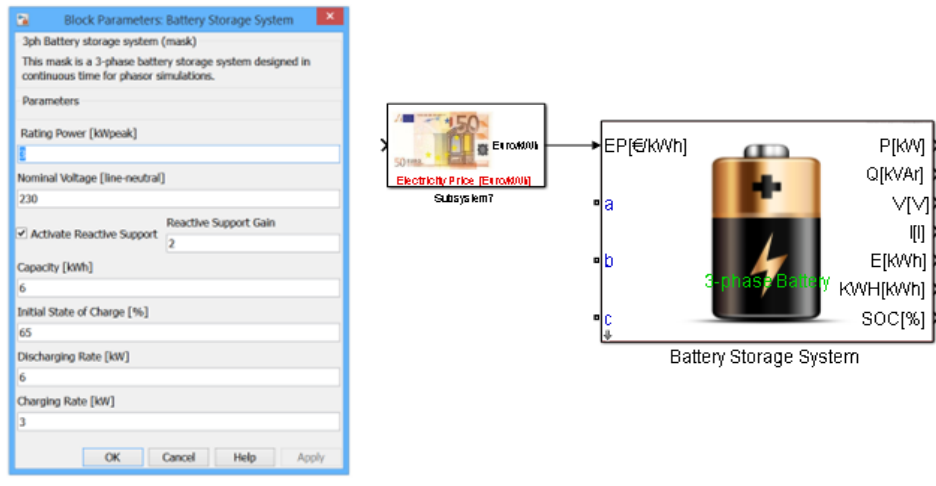 Block Parameters: Battery Storage System
3ph Battery storage system (mask)
This mask is a 3-phase battery storage system designed in
continuous time for phasor simulations.
Parameters
Rating Power [kWpeak]
3
Nominal Voltage [line-neutral]
230
Activate Reactive Support
Reactive Support Gain
2
Capacity [kWh]
6
Initial State of Charge [%]
65
Discharging Rate [kW]
6
Charging Rate [kW]
3
OK Cancel Help Apply
50
Euro/kWh
Electricity Price [Euro/kWh]
Subsystem7
EP[€/kWh]
a
b
c
3-phase Battery
P[kW]
Q[kVAr]
V[V]
I[I]
E[kWh]
KWH[kWh]
SOC[%]
Battery Storage System